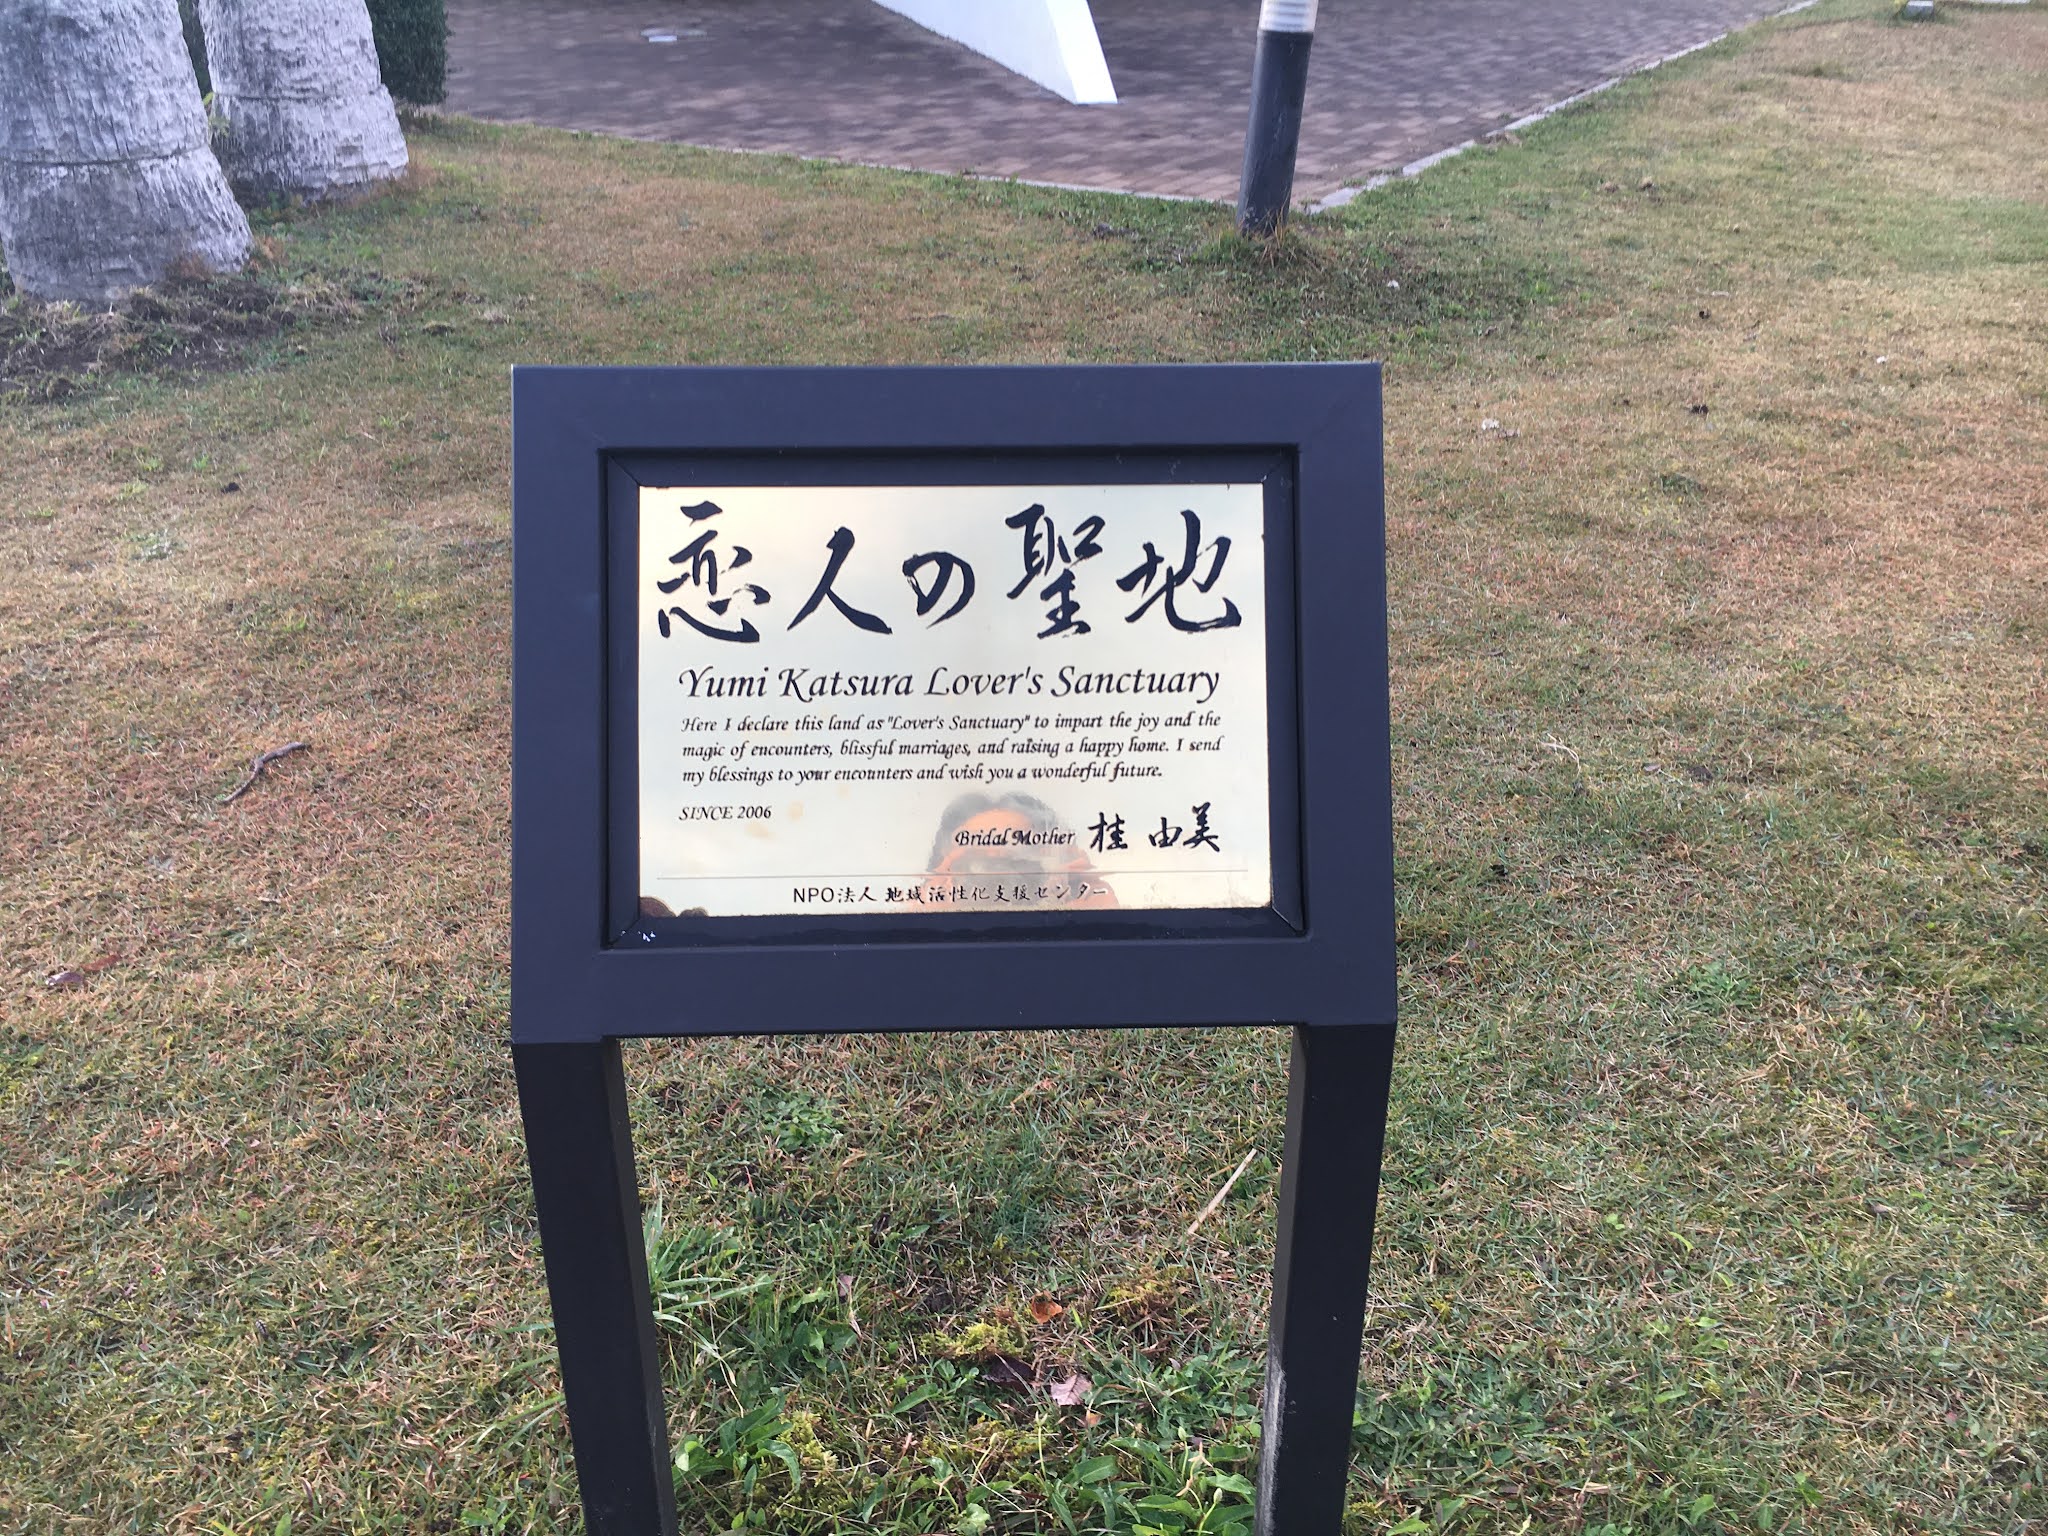 恋人の聖地
Yumi Katsura Lover's Sanctuary
Here I declare this land as "Lover's Sanctuary" to impart the joy and the
magic of encounters, blissful marriages, and raising a happy home. I send
my blessings to your encounters and wish you a wonderful future.
SINCE 2006
Bridal Mother 桂 由美
NPO法人 地域活性化支援センター